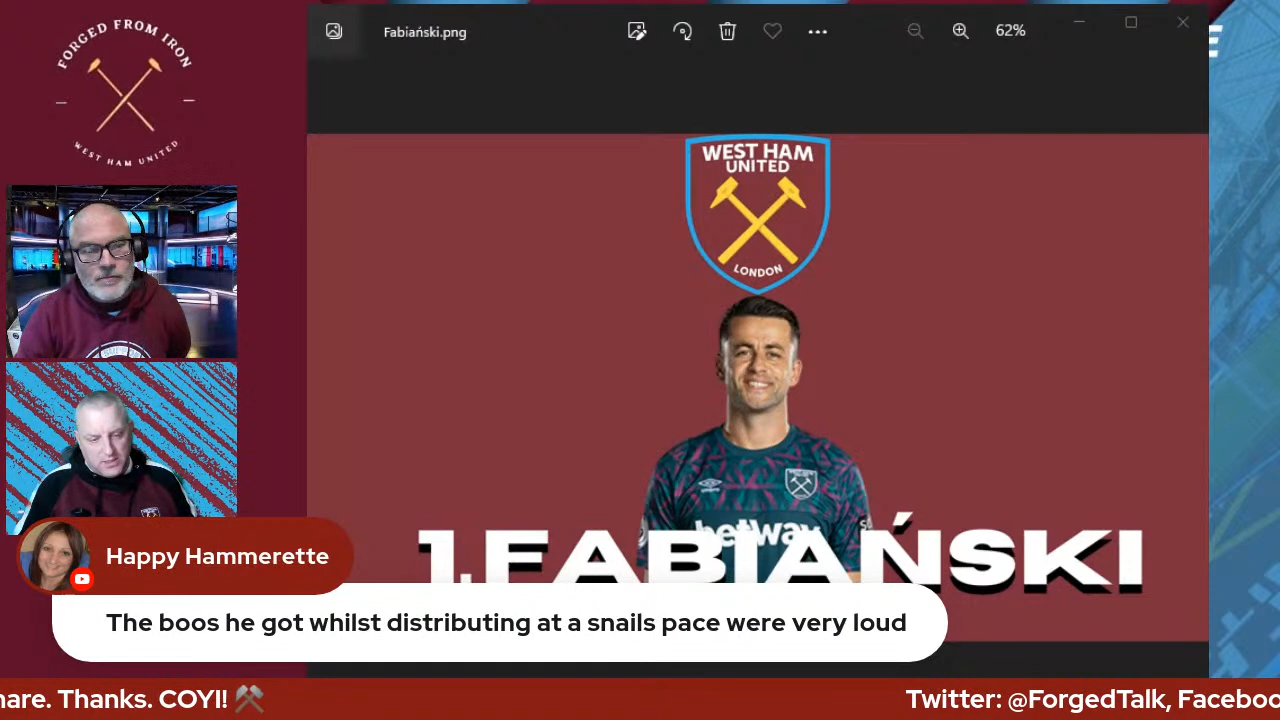 FORGED FROM IRON
WEST HAM UNITED
Fabiański.png
62%
E
WEST HAM
UNITED
LONDON
umbro
betway
1.FABIAŃSKI
Happy Hammerette
The boos he got whilst distributing at a snails pace were very loud
hare. Thanks. COYI! ⚒️
Twitter: @ForgedTalk, Faceboo